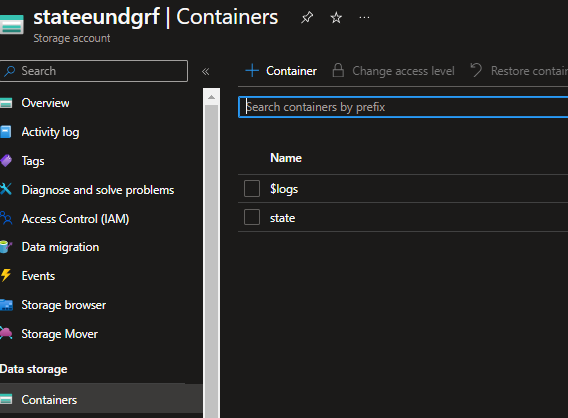 stateeundgrf | Containers
Storage account
Search
Overview
Activity log
Tags
Diagnose and solve problems
Access Control (IAM)
Data migration
Events
Storage browser
Storage Mover
Data storage
Containers
Container
Change access level
Restore contain
Search containers by prefix
Name
$logs
state